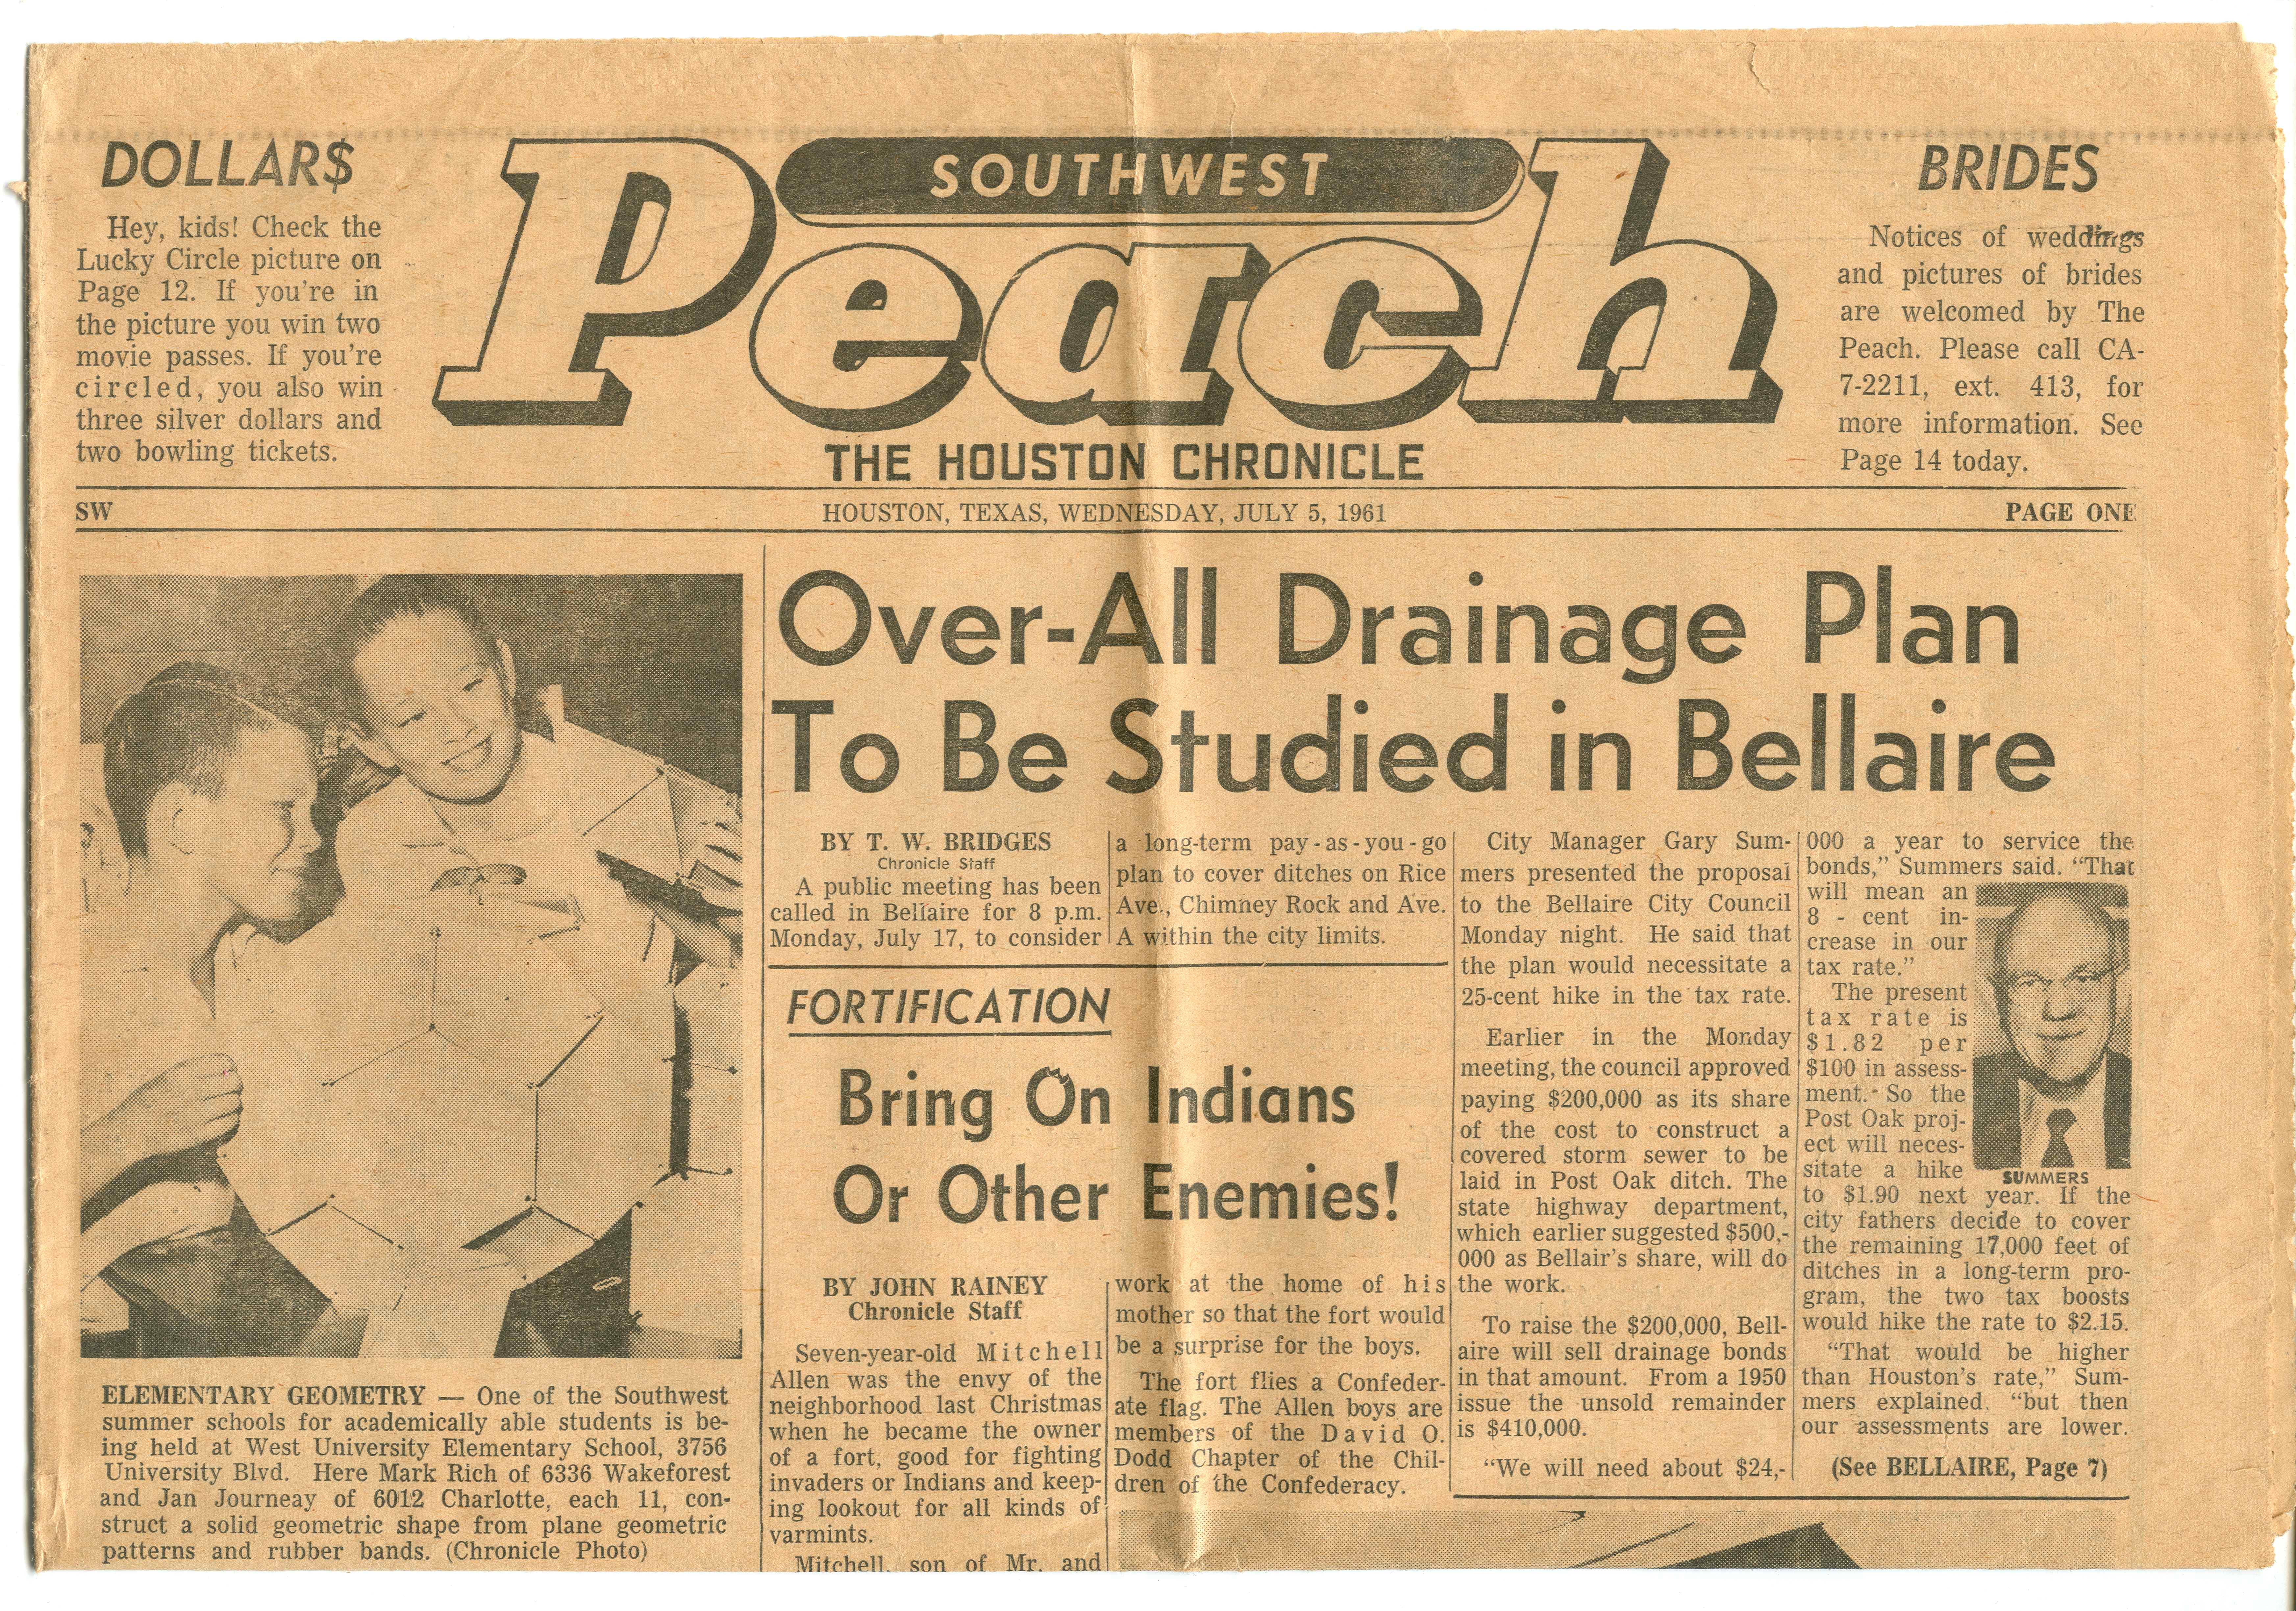 DOLLAR$
Hey, kids! Check the
Lucky Circle picture on
Page 12. If you're in
the picture you win two
movie passes. If you're
circled, you also win
three silver dollars and
two bowling tickets.
SOUTHWEST
Peach
THE HOUSTON CHRONICLE
BRIDES
Notices of weddings
and pictures of brides
are welcomed by The
Peach. Please call CA-
7-2211, ext. 413, for
more information. See
Page 14 today.
SW
HOUSTON, TEXAS, WEDNESDAY, JULY 5, 1961
PAGE ONE
ELEMENTARY GEOMETRY — One of the Southwest
summer schools for academically able students is be-
ing held at West University Elementary School, 3756
University Blvd. Here Mark Rich of 6336 Wakeforest
and Jan Journeay of 6012 Charlotte, each 11, con-
struct a solid geometric shape from plane geometric
patterns and rubber bands. (Chronicle Photo)
Over-All Drainage Plan
To Be Studied in Bellaire
BY T. W. BRIDGES
Chronicle Staff
A public meeting has been
called in Bellaire for 8 p.m.
Monday, July 17, to consider
a long-term pay-as-you-go
plan to cover ditches on Rice
Ave., Chimney Rock and Ave.
A within the city limits.
City Manager Gary Sum-
mers presented the proposal
to the Bellaire City Council
Monday night. He said that
the plan would necessitate a
25-cent hike in the tax rate.
Earlier in the Monday
meeting, the council approved
paying $200,000 as its share
of the cost to construct a
covered storm sewer to be
laid in Post Oak ditch. The
state highway department,
which earlier suggested $500,-
000 as Bellair's share, will do
the work.
To raise the $200,000, Bell-
aire will sell drainage bonds
in that amount. From a 1950
issue the unsold remainder
is $410,000.
"We will need about $24,-
000 a year to service the
bonds," Summers said. "That
will mean an
8 - cent in-
crease in our
tax rate."
The present
tax rate is
$1.82 per
$100 in assess-
ment. So the
Post Oak proj-
ect will neces-
sitate a hike
SUMMERS
to $1.90 next year. If the
city fathers decide to cover
the remaining 17,000 feet of
ditches in a long-term pro-
gram, the two tax boosts
would hike the rate to $2.15.
"That would be higher
than Houston's rate," Sum-
mers explained, "but then
our assessments are lower.
(See BELLAIRE, Page 7)
FORTIFICATION
Bring On Indians
Or Other Enemies!
BY JOHN RAINEY
Chronicle Staff
Seven-year-old Mitchell
Allen was the envy of the
neighborhood last Christmas
when he became the owner
of a fort, good for fighting
invaders or Indians and keep-
ing lookout for all kinds of
varmints.
Mitchell, son of Mr. and
work at the home of his
mother so that the fort would
be a surprise for the boys.
The fort flies a Confeder-
ate flag. The Allen boys are
members of the David O.
Dodd Chapter of the Chil-
dren of the Confederacy.